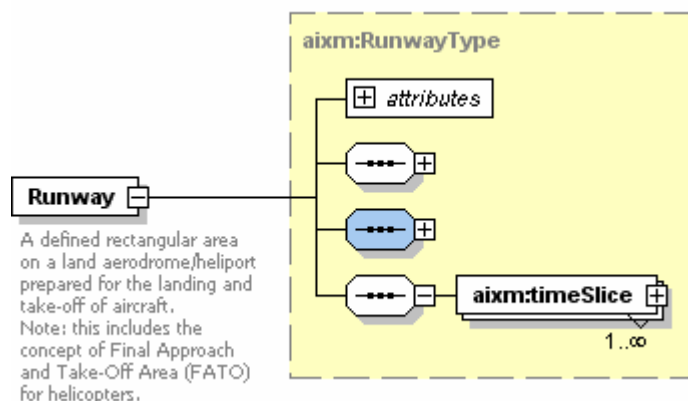 aixm:RunwayType
attributes
Runway
A defined rectangular area
on a land aerodrome/heliport
prepared for the landing and
take-off of aircraft.
Note: this includes the
concept of Final Approach
and Take-Off Area (FATO)
for helicopters.
aixm:timeSlice
1..∞